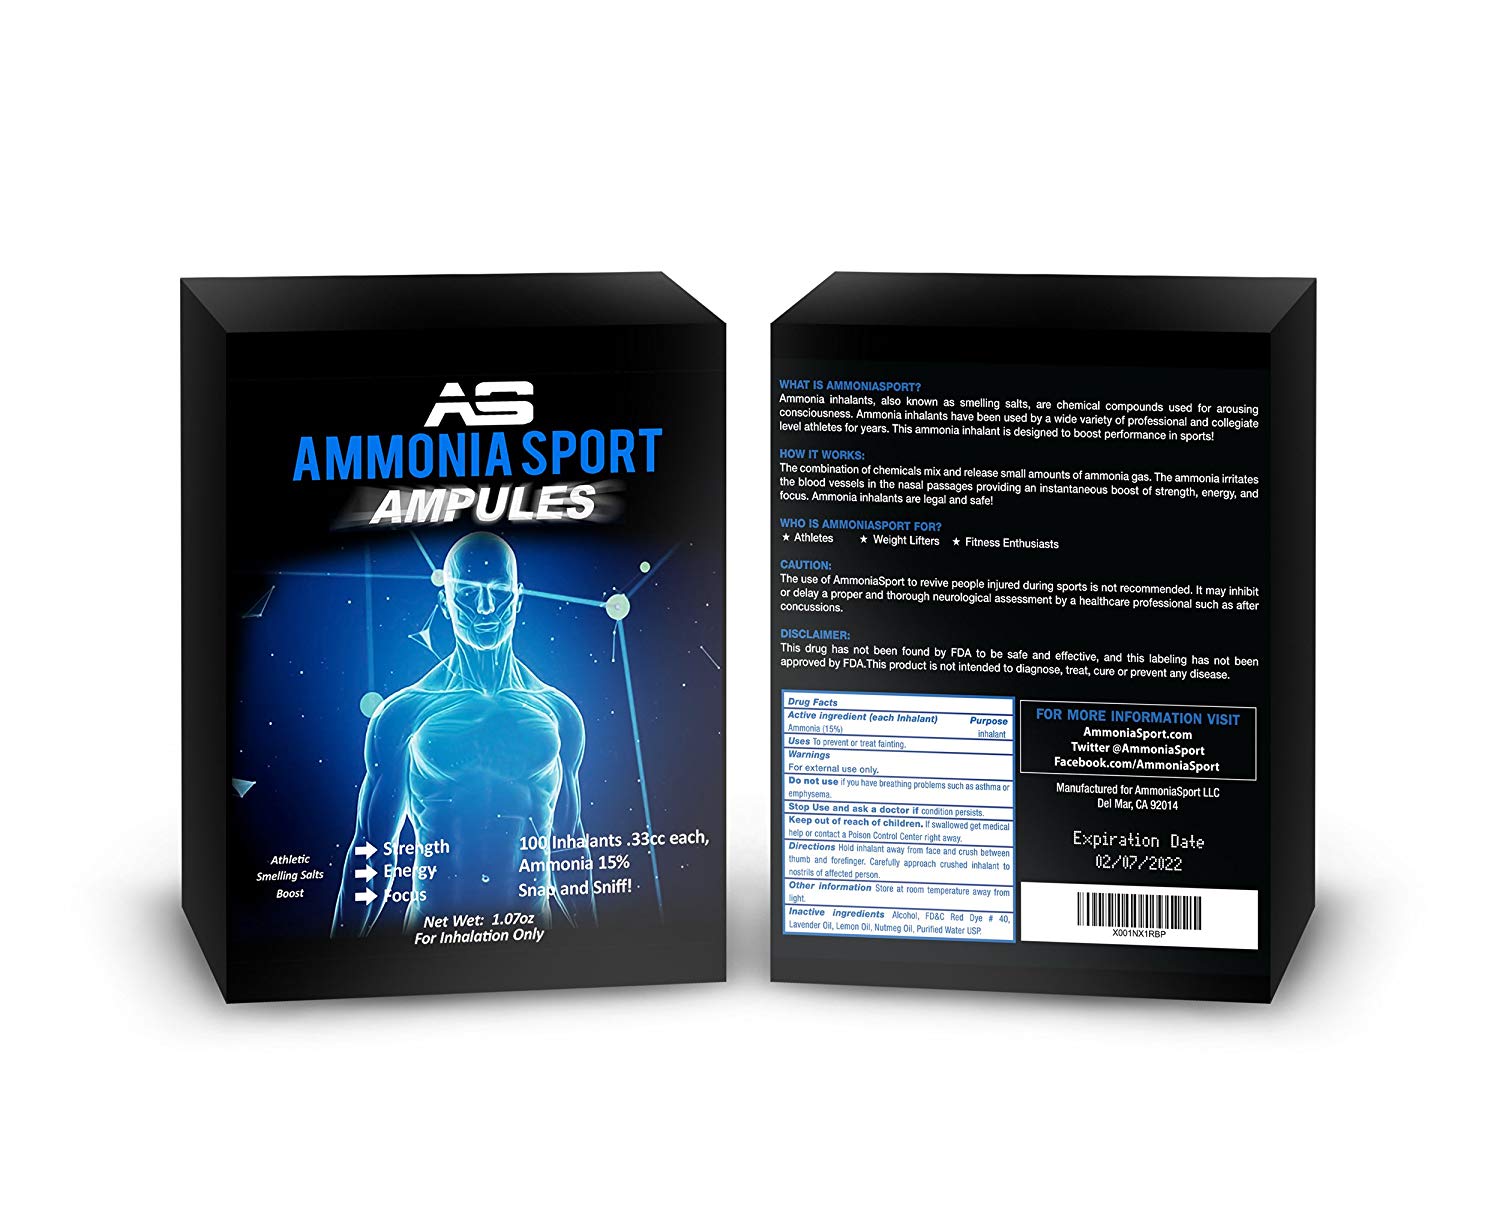 AS
AMMONIA SPORT
AMPULES
Athletic
Smelling Salts
Boost
Strength
Energy
Focus
100 Inhalants .33cc each,
Ammonia 15%
Snap and Sniff!
Net Wet: 1.07oz
For Inhalation Only
WHAT IS AMMONIASPORT?
Ammonia inhalants, also known as smelling salts, are chemical compounds used for arousing
consciousness. Ammonia inhalants have been used by a wide variety of professional and collegiate
level athletes for years. This ammonia inhalant is designed to boost performance in sports!
HOW IT WORKS:
The combination of chemicals mix and release small amounts of ammonia gas. The ammonia irritates
the blood vessels in the nasal passages providing an instantaneous boost of strength, energy, and
focus. Ammonia inhalants are legal and safe!
WHO IS AMMONIASPORT FOR?
★ Athletes ★ Weight Lifters ★ Fitness Enthusiasts
CAUTION:
The use of AmmoniaSport to revive people injured during sports is not recommended. It may inhibit
or delay a proper and thorough neurological assessment by a healthcare professional such as after
concussions.
DISCLAIMER:
This drug has not been found by FDA to be safe and effective, and this labeling has not been
approved by FDA.This product is not intended to diagnose, treat, cure or prevent any disease.
Drug Facts
Active ingredient (each Inhalant) Purpose
Ammonia (15%) inhalant
Uses To prevent or treat fainting.
Warnings
For external use only.
Do not use if you have breathing problems such as asthma or
emphysema.
Stop Use and ask a doctor if condition persists.
Keep out of reach of children. If swallowed get medical
help or contact a Poison Control Center right away.
Directions Hold inhalant away from face and crush between
thumb and forefinger. Carefully approach crushed inhalant to
nostrils of affected person.
Other information Store at room temperature away from
light.
Inactive ingredients Alcohol, FD&C Red Dye # 40,
Lavender Oil, Lemon Oil, Nutmeg Oil, Purified Water USP.
FOR MORE INFORMATION VISIT
AmmoniaSport.com
Twitter @AmmoniaSport
Facebook.com/AmmoniaSport
Manufactured for AmmoniaSport LLC
Del Mar, CA 92014
Expiration Date
02/07/2022
X001NX1RBP